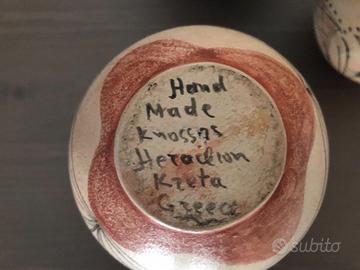 Hand
Made
Knossos
Heraclion
Kreta
Greece
subito